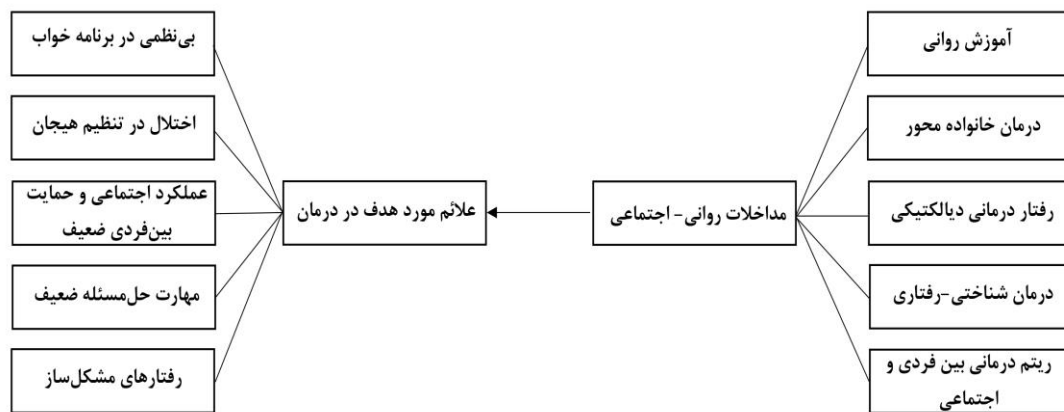 آموزش روانی
درمان خانواده محور
رفتار درمانی دیالکتیکی
درمان شناختی-رفتاری
ریتم درمانی بین فردی و
اجتماعی
مداخلات روانی- اجتماعی
علائم مورد هدف در درمان
بی‌نظمی در برنامه خواب
اختلال در تنظیم هیجان
عملکرد اجتماعی و حمایت
بین‌فردی ضعیف
مهارت حل‌مسئله ضعیف
رفتارهای مشکل‌ساز